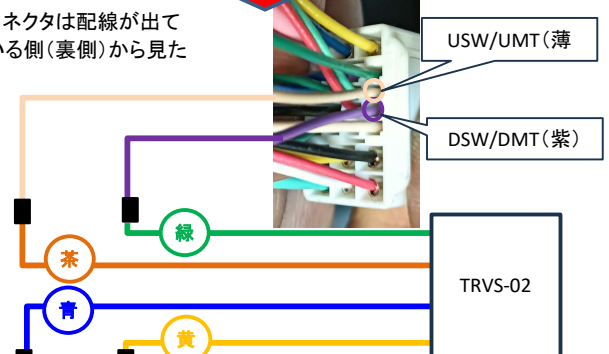 ネクタは配線が出て
いる側(裏側)から見た
USW/UMT(薄
DSW/DMT(紫)
緑
茶
TRVS-02
青
黄